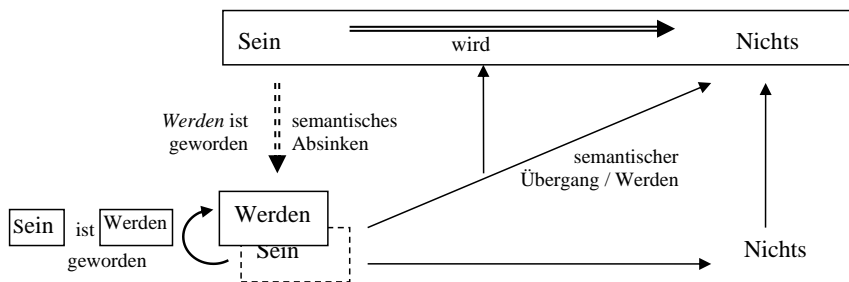 Sein wird Nichts
Werden ist semantisches
geworden Absinken
semantischer
Übergang / Werden
Werden
Sein ist Werden
geworden
Sein
Nichts